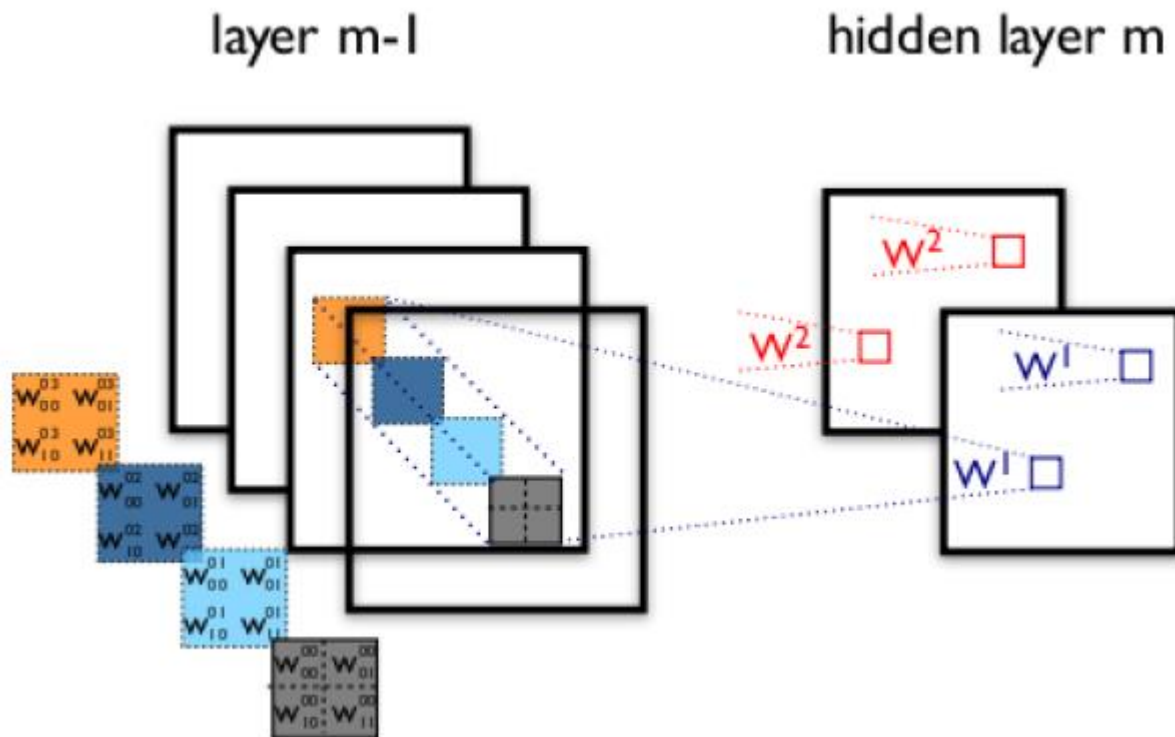 layer m-1 hidden layer m
W²
W²
W¹
W¹
W⁰³₀₀ W⁰³₀₁
W⁰³₁₀ W⁰³₁₁
W⁰²₀₀ W⁰²₀₁
W⁰²₁₀ W⁰²
W⁰¹₀₀ W⁰¹₀₁
W⁰¹₁₀ W⁰¹₁₁
W⁰⁰₀₀ W⁰⁰₀₁
W⁰⁰₁₀ W⁰⁰₁₁